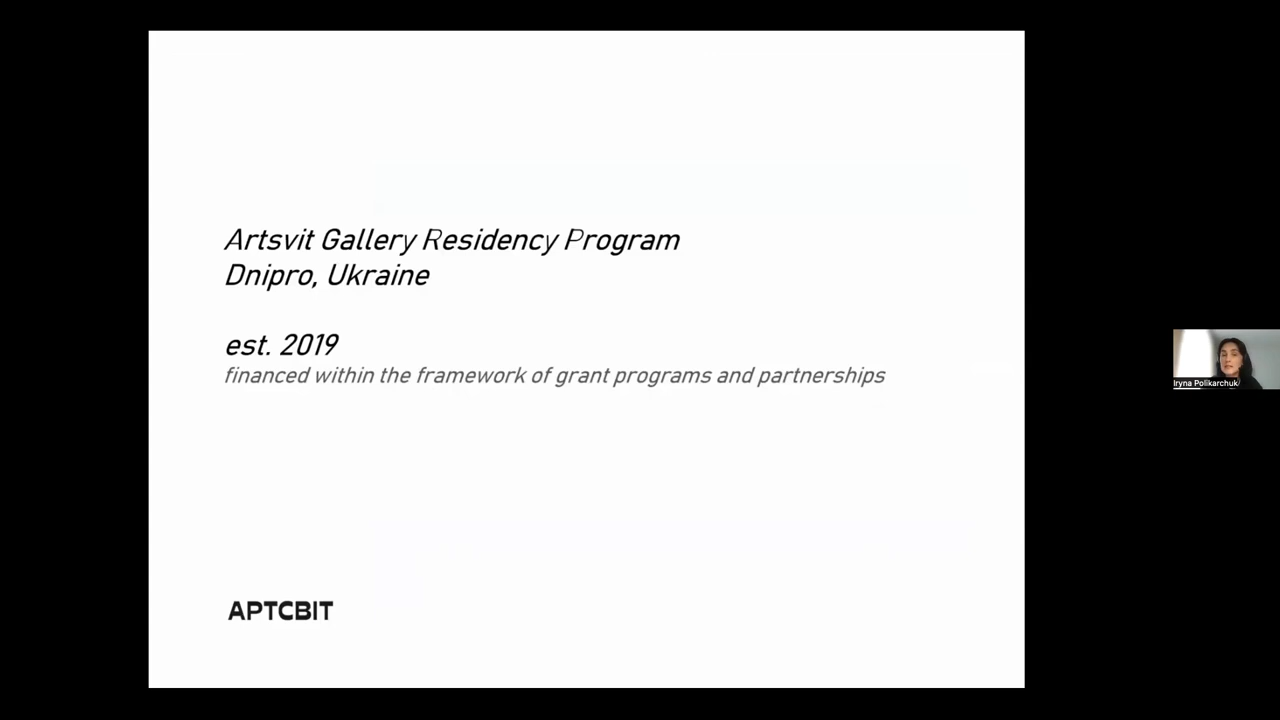 Artsvit Gallery Residency Program
Dnipro, Ukraine
est. 2019
financed within the framework of grant programs and partnerships
АРТСВІТ
Iryna Polikarchuk